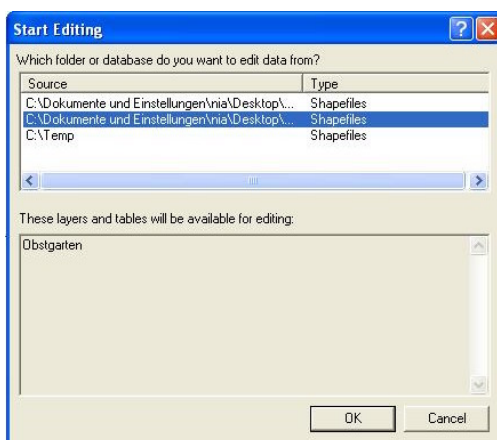 Start Editing
Which folder or database do you want to edit data from?
Source Type
C:\Dokumente und Einstellungen\nia\Desktop\... Shapefiles
C:\Dokumente und Einstellungen\nia\Desktop\... Shapefiles
C:\Temp Shapefiles
These layers and tables will be available for editing:
Obstgarten
OK Cancel